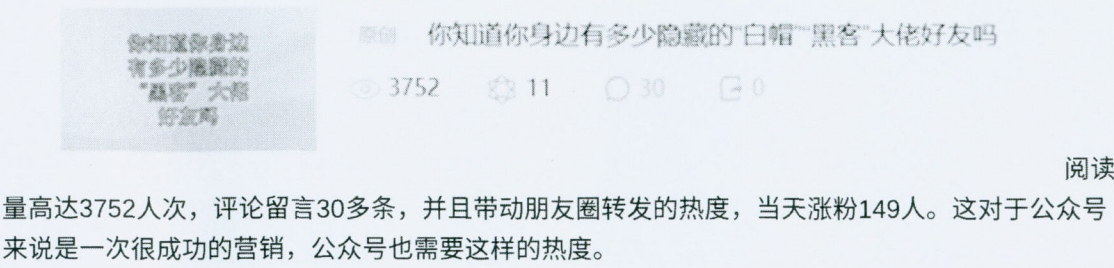 你知道你身边
有多少隐藏的
大佬
好友吗
原创 你知道你身边有多少隐藏的“白帽”“黑客”大佬好友吗
3752 11 30 0
阅读
量高达3752人次，评论留言30多条，并且带动朋友圈转发的热度，当天涨粉149人。这对于公众号
来说是一次很成功的营销，公众号也需要这样的热度。